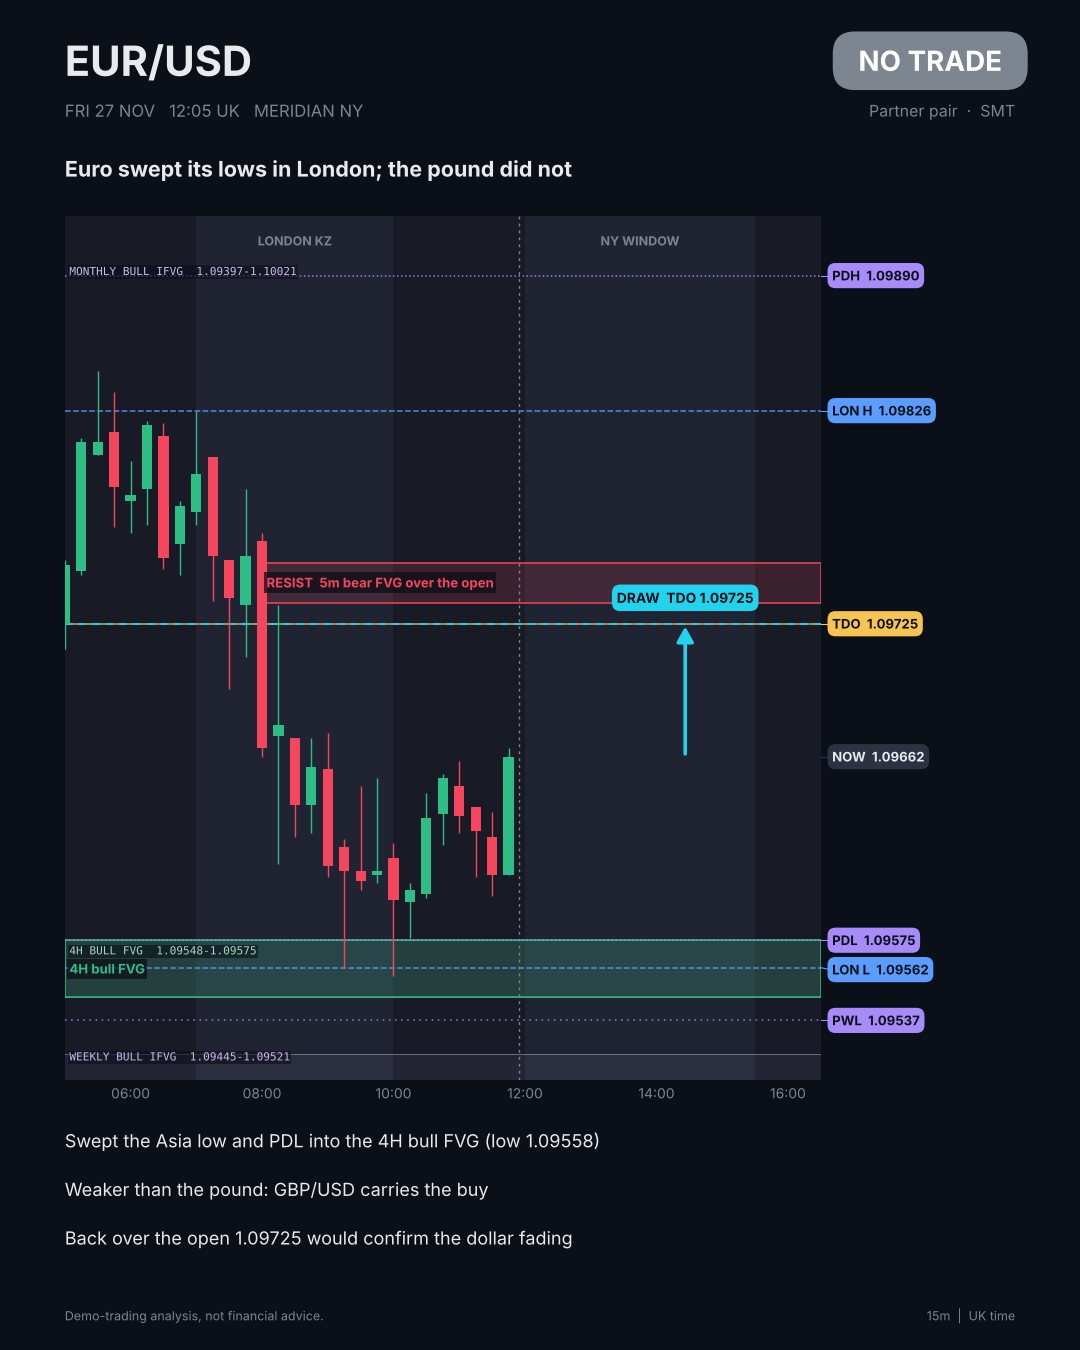 EUR/USD
NO TRADE
FRI 27 NOV 12:05 UK MERIDIAN NY
Partner pair · SMT
Euro swept its lows in London; the pound did not
LONDON KZ
NY WINDOW
MONTHLY BULL IFVG 1.09397-1.10021
PDH 1.09890
LON H 1.09826
RESIST 5m bear FVG over the open
DRAW TDO 1.09725
TDO 1.09725
NOW 1.09662
PDL 1.09575
4H BULL FVG 1.09548-1.09575
4H bull FVG
LON L 1.09562
PWL 1.09537
WEEKLY BULL IFVG 1.09445-1.09521
06:00 08:00 10:00 12:00 14:00 16:00
Swept the Asia low and PDL into the 4H bull FVG (low 1.09558)
Weaker than the pound: GBP/USD carries the buy
Back over the open 1.09725 would confirm the dollar fading
Demo-trading analysis, not financial advice.
15m | UK time